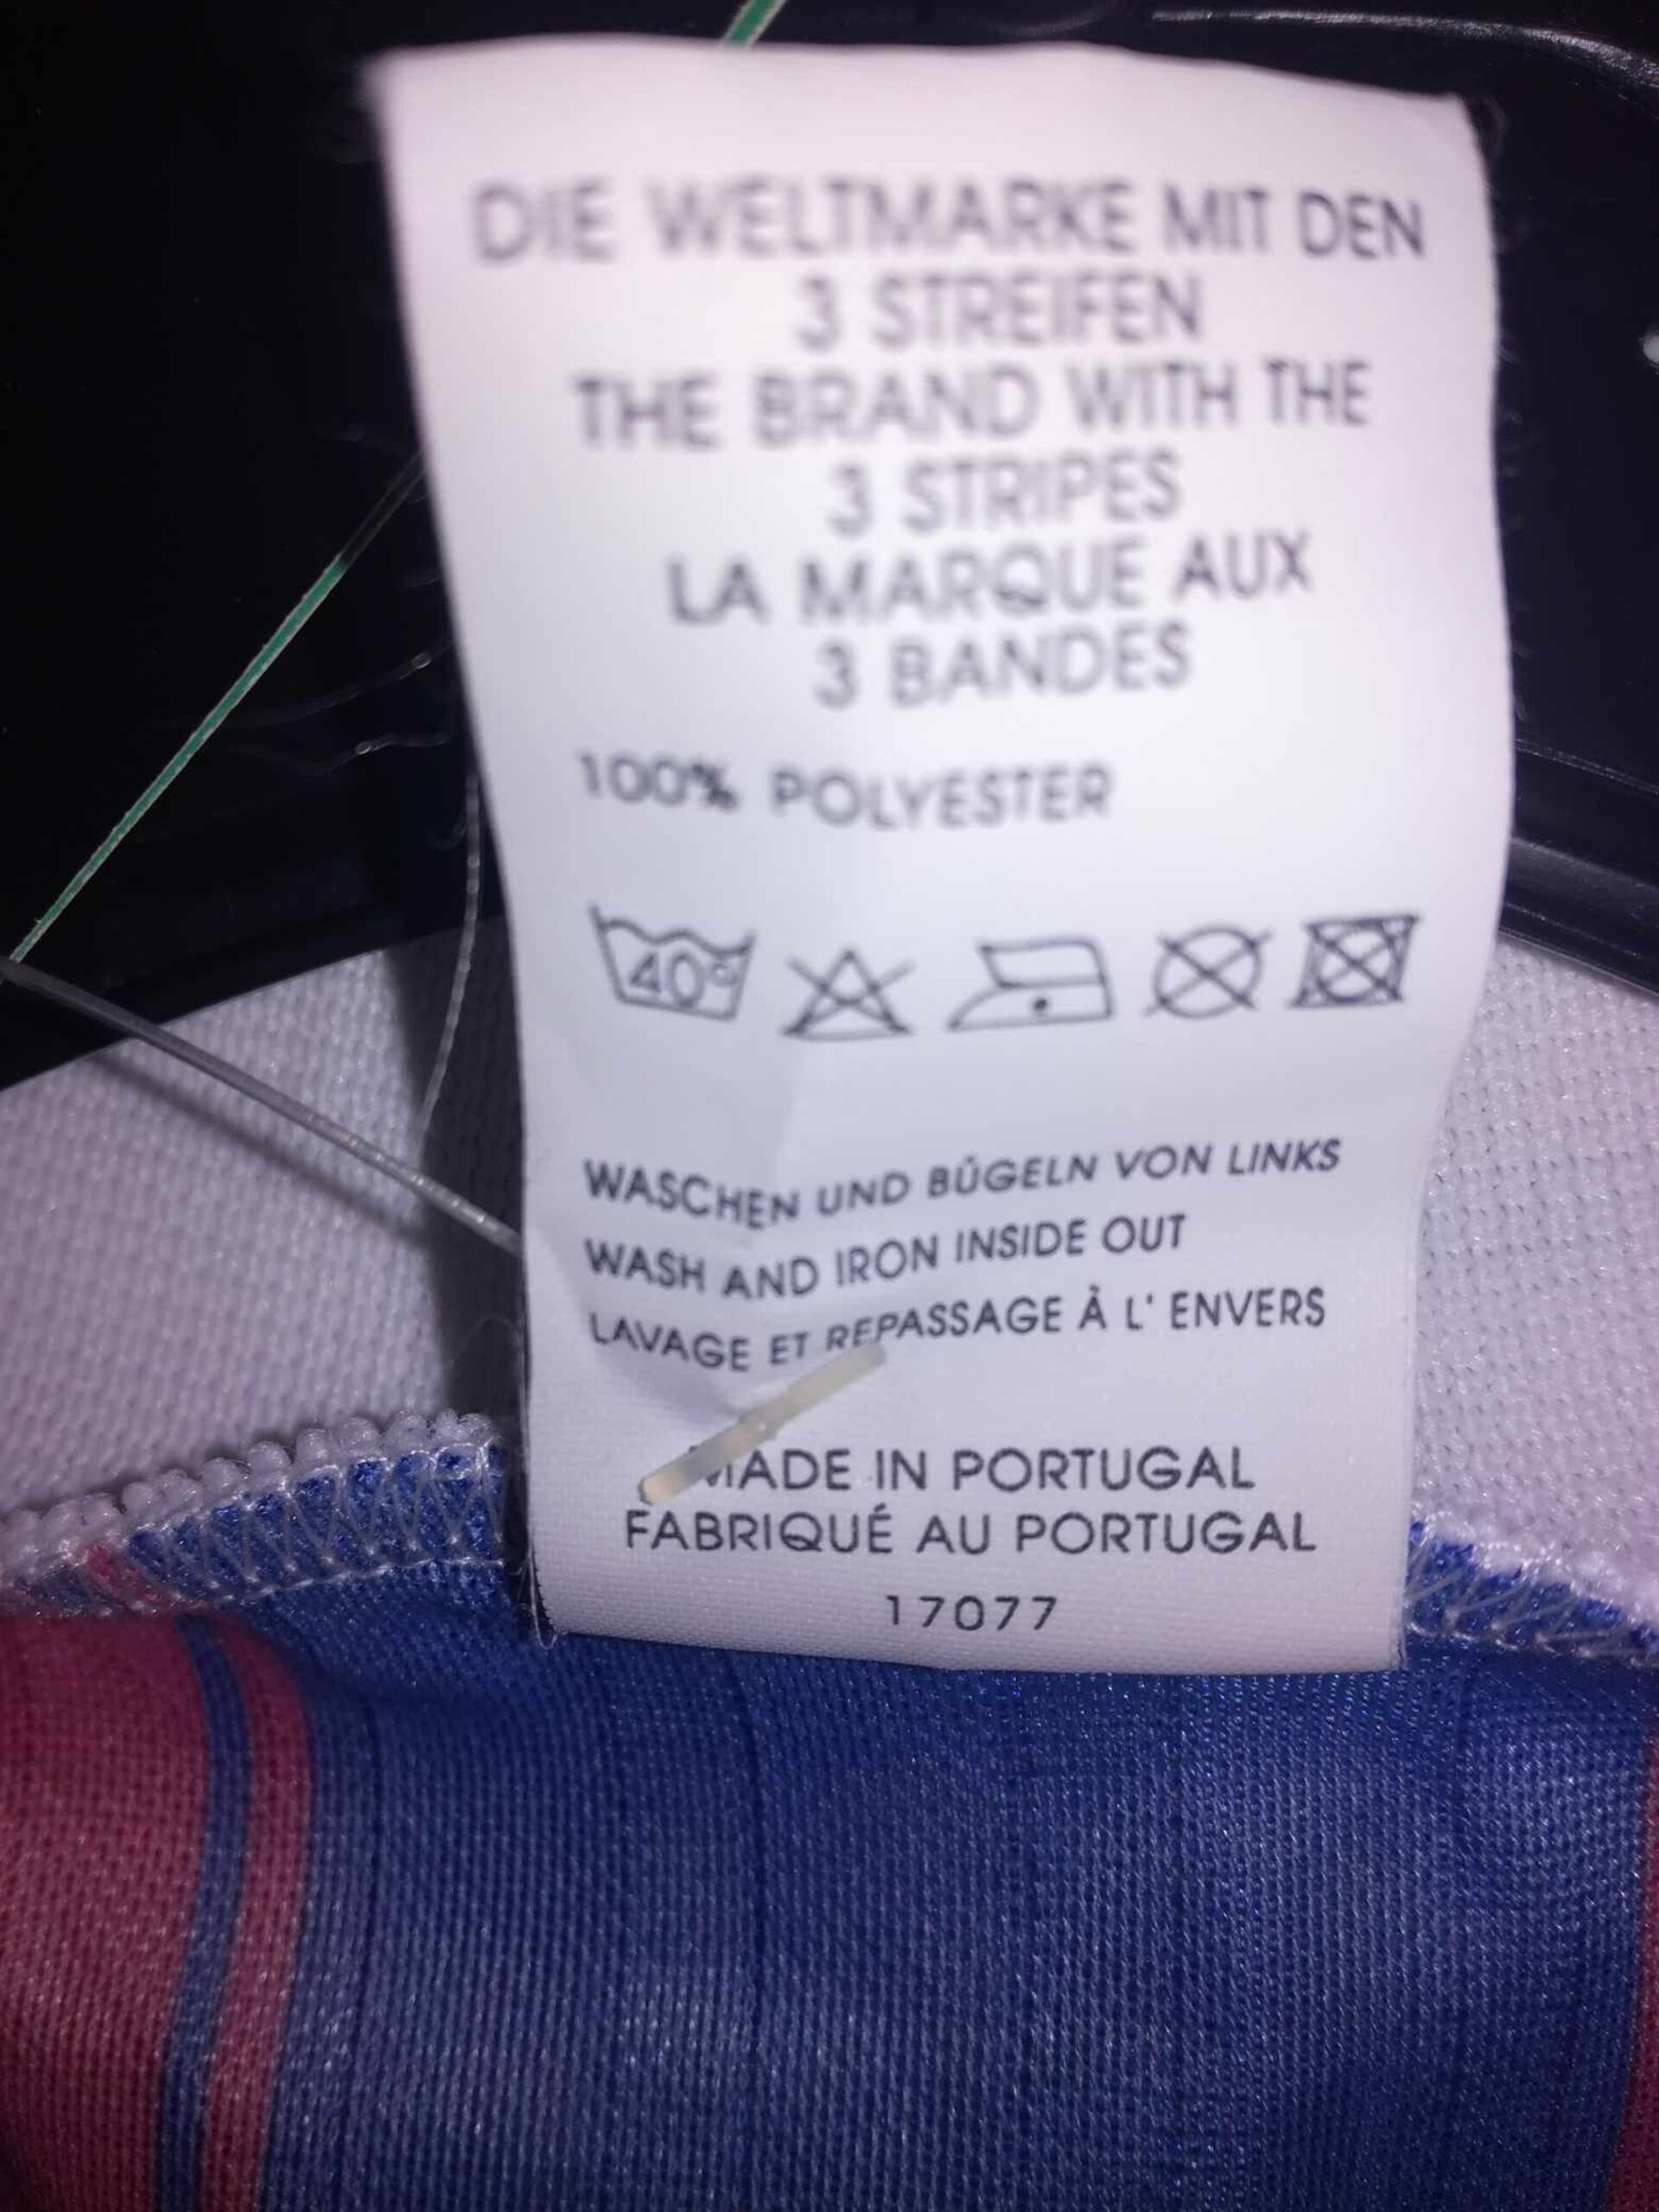 DIE WELTMARKE MIT DEN
3 STREIFEN
THE BRAND WITH THE
3 STRIPES
LA MARQUE AUX
3 BANDES
100% POLYESTER
40°
WASCHEN UND BÜGELN VON LINKS
WASH AND IRON INSIDE OUT
LAVAGE ET REPASSAGE À L' ENVERS
MADE IN PORTUGAL
FABRIQUÉ AU PORTUGAL
17077